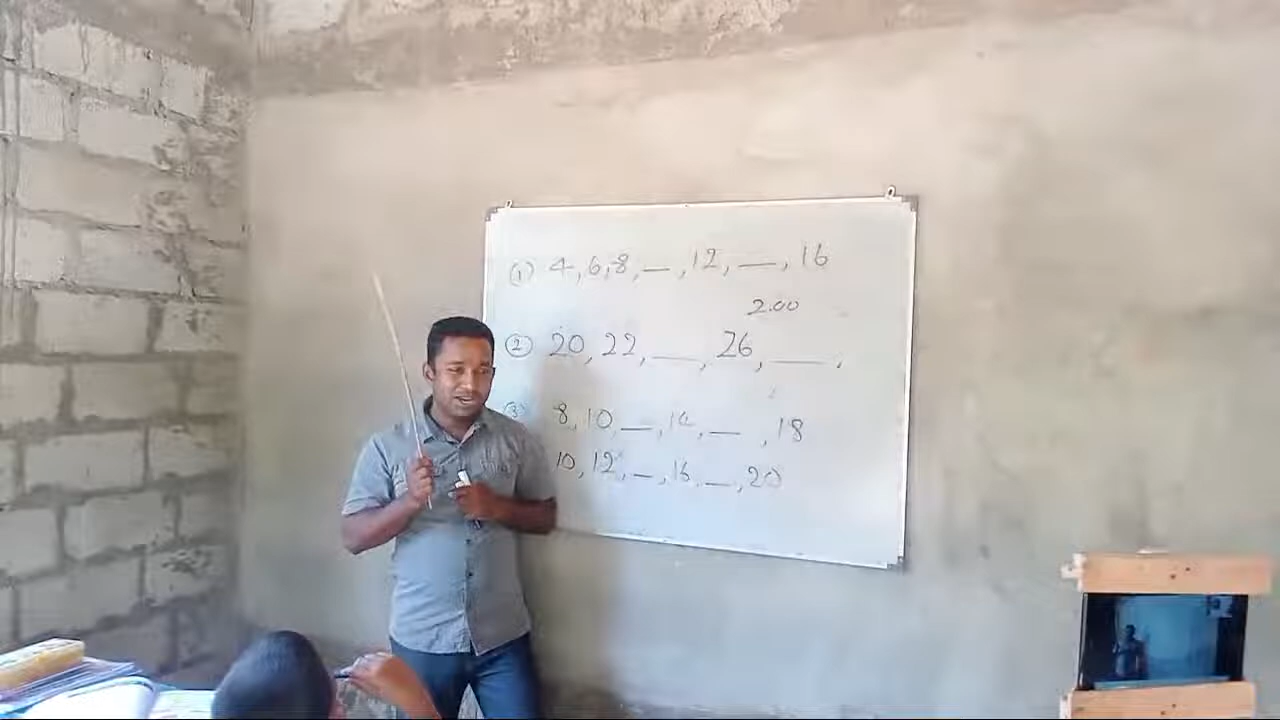 ① 4, 6, 8, __, 12, __, 16
2.00
② 20, 22, __, 26, __,
③ 8, 10, __, 14, __, 18
10, 12, __, 16, __, 20